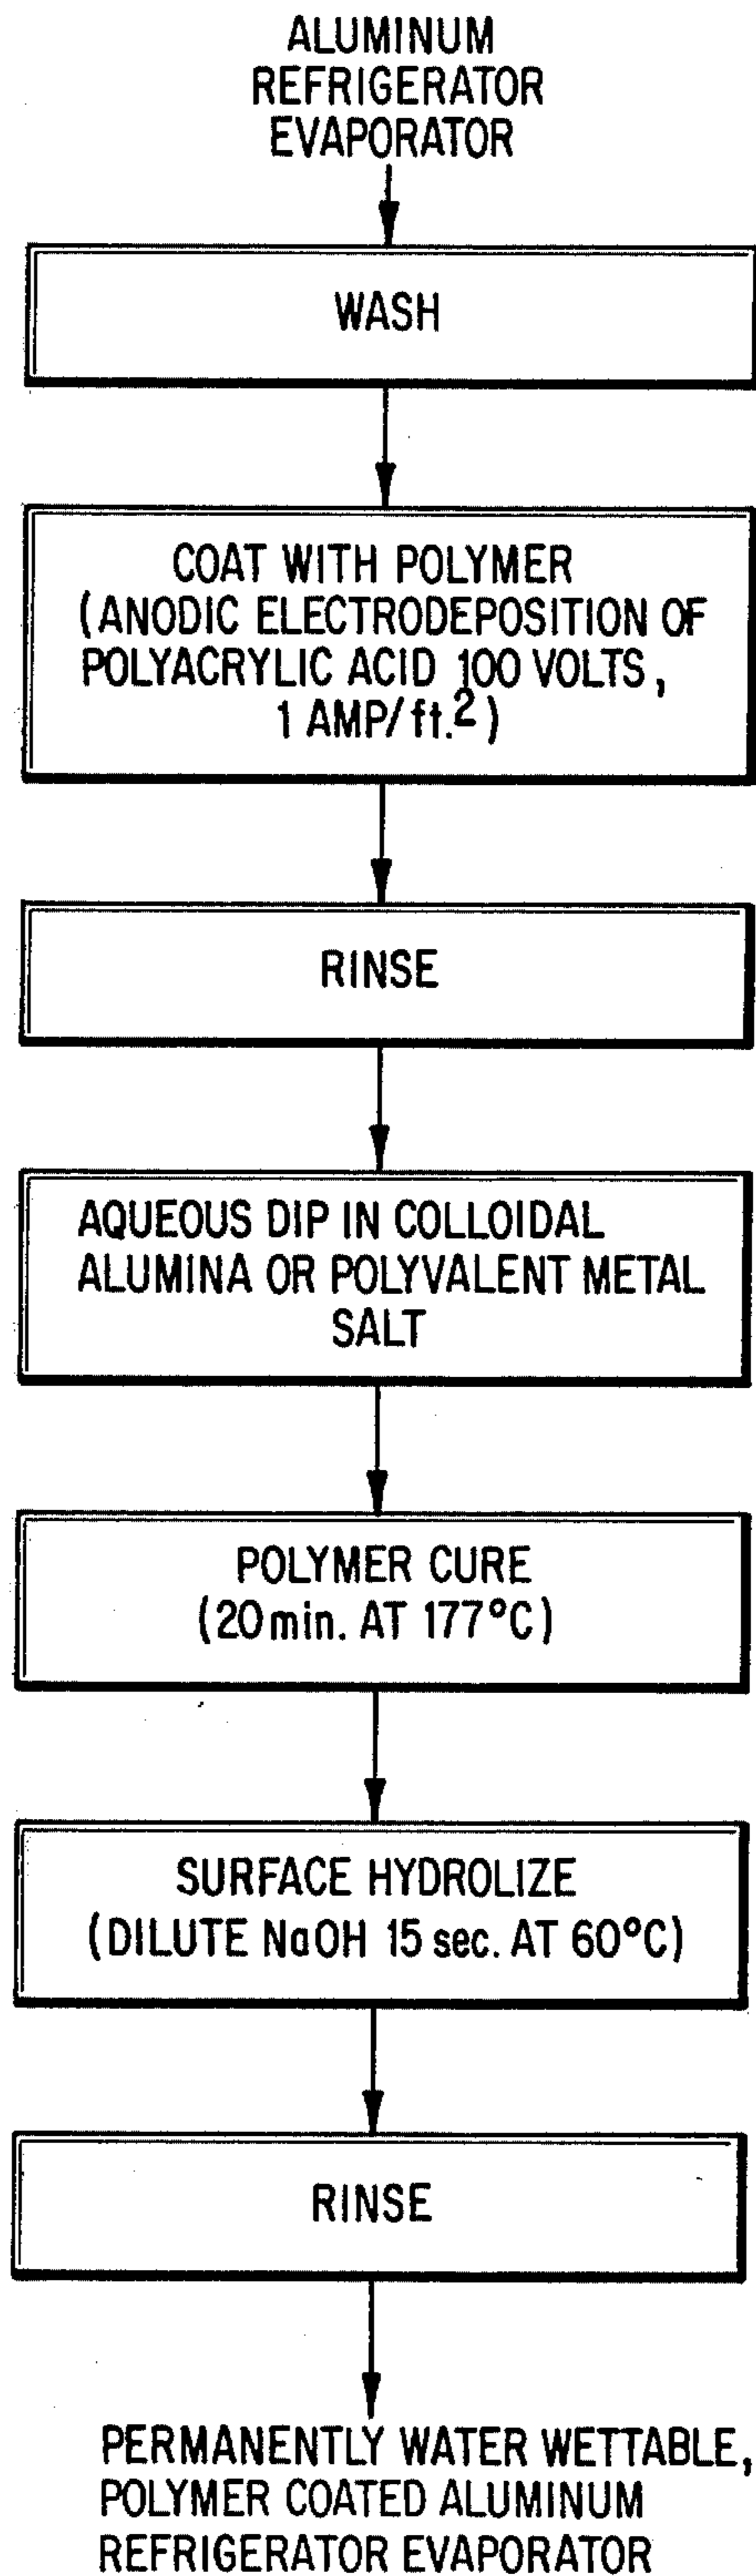 ALUMINUM
REFRIGERATOR
EVAPORATOR
WASH
COAT WITH POLYMER
(ANODIC ELECTRODEPOSITION OF
POLYACRYLIC ACID 100 VOLTS,
1 AMP/ft.²)
RINSE
AQUEOUS DIP IN COLLOIDAL
ALUMINA OR POLYVALENT METAL
SALT
POLYMER CURE
(20 min. AT 177°C)
SURFACE HYDROLIZE
(DILUTE NaOH 15 sec. AT 60°C)
RINSE
PERMANENTLY WATER WETTABLE,
POLYMER COATED ALUMINUM
REFRIGERATOR EVAPORATOR